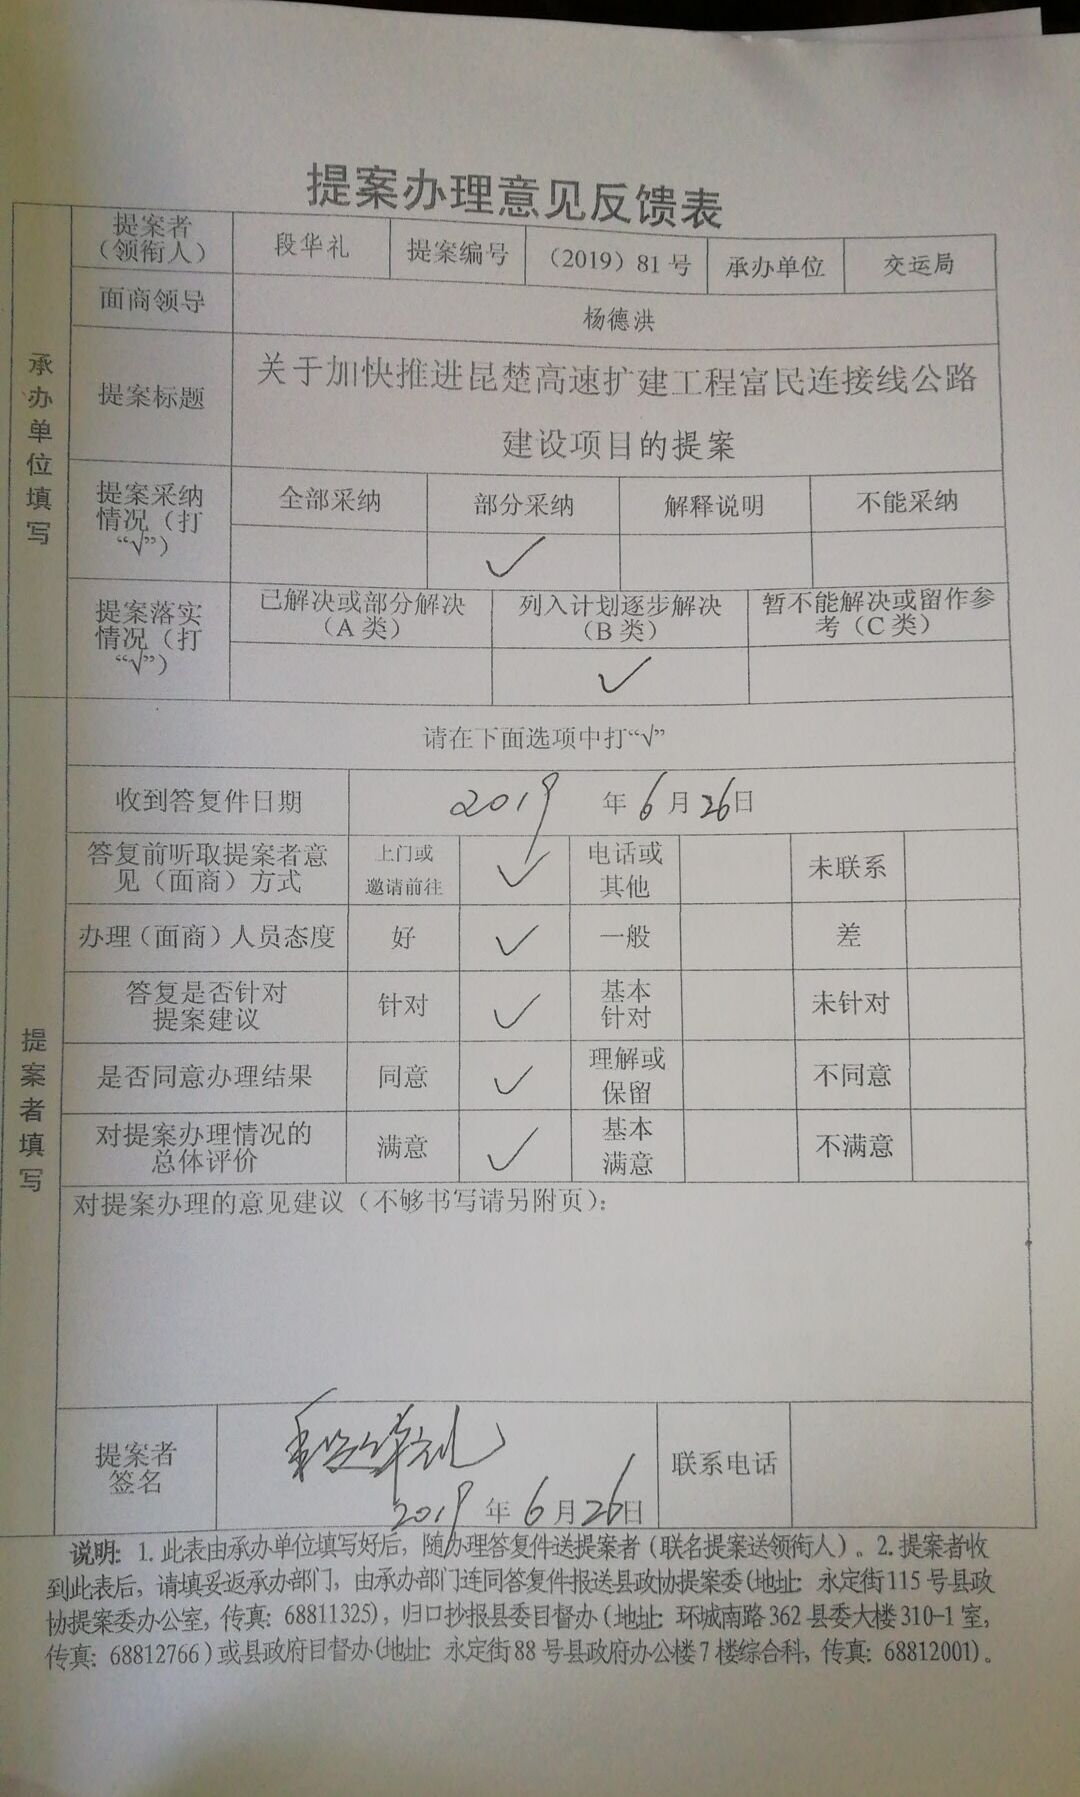 提案办理意见反馈表
提案者
（领衔人）
段华礼
提案编号
（2019）81号
承办单位
交运局
面商领导
杨德洪
承办单位填写
提案标题
关于加快推进昆楚高速扩建工程富民连接线公路
建设项目的提案
提案采纳
情况（打
“√”）
全部采纳
部分采纳
解释说明
不能采纳
✓
提案落实
情况（打
“√”）
已解决或部分解决
（A类）
列入计划逐步解决
（B类）
暂不能解决或留作参
考（C类）
✓
提案者填写
请在下面选项中打“√”
收到答复件日期
2019 年 6 月 26 日
答复前听取提案者意
见（面商）方式
上门或
邀请前往
✓
电话或
其他
未联系
办理（面商）人员态度
好
✓
一般
差
答复是否针对
提案建议
针对
✓
基本
针对
未针对
是否同意办理结果
同意
✓
理解或
保留
不同意
对提案办理情况的
总体评价
满意
✓
基本
满意
不满意
对提案办理的意见建议（不够书写请另附页）：
提案者
签名
段华礼
2019 年 6 月 26 日
联系电话
说明：1. 此表由承办单位填写好后，随办理答复件送提案者（联名提案送领衔人）。2. 提案者收
到此表后，请填妥返承办部门，由承办部门连同答复件报送县政协提案委（地址：永定街115号县政
协提案委办公室，传真：68811325），归口抄报县委目督办（地址：环城南路362县委大楼310-1室，
传真：68812766）或县政府目督办（地址：永定街88号县政府办公楼7楼综合科，传真：68812001）。